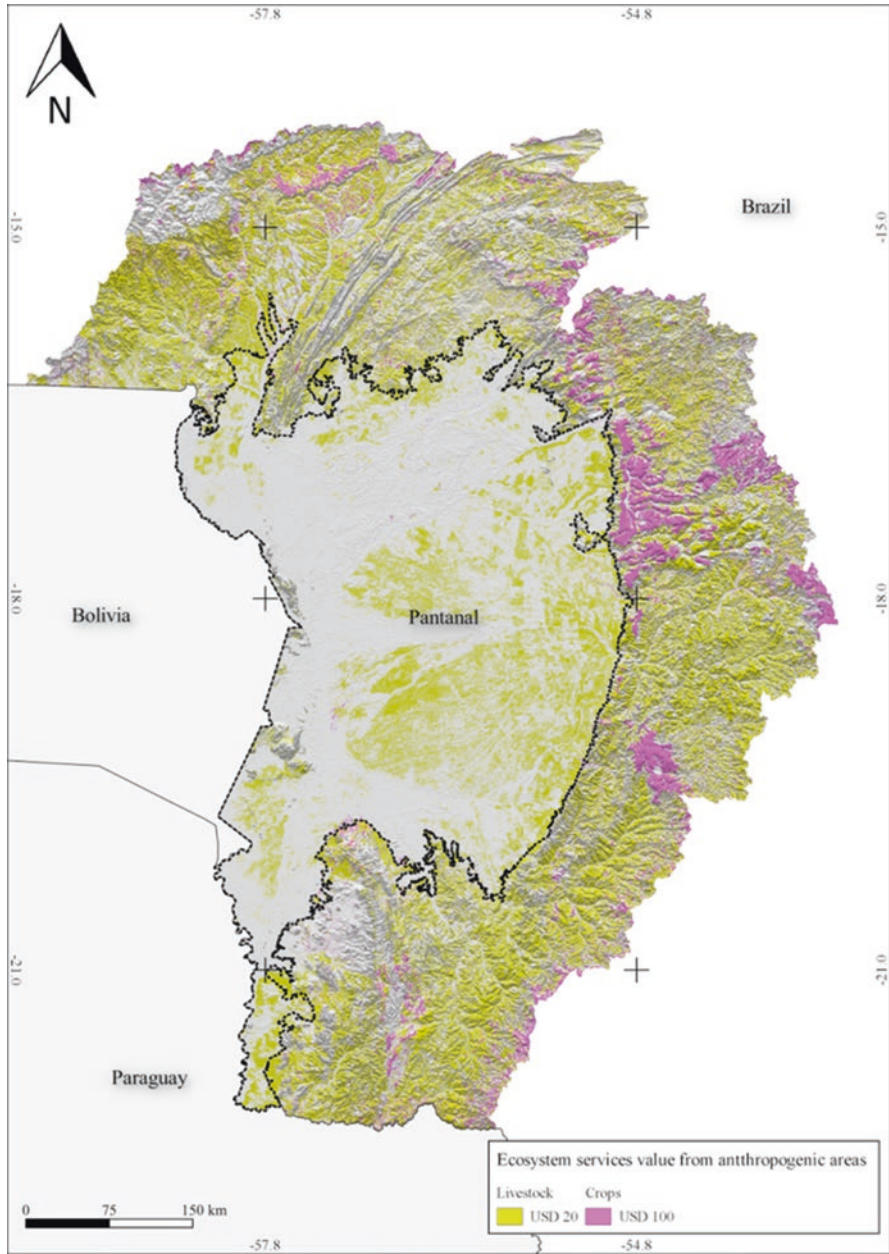 -57.8 -54.8
N
Brazil
-15.0 -15.0
Bolivia
-18.0 -18.0
Pantanal
-21.0 -21.0
Paraguay
Ecosystem services value from antthropogenic areas
Livestock Crops
USD 20 USD 100
0 75 150 km
-57.8 -54.8